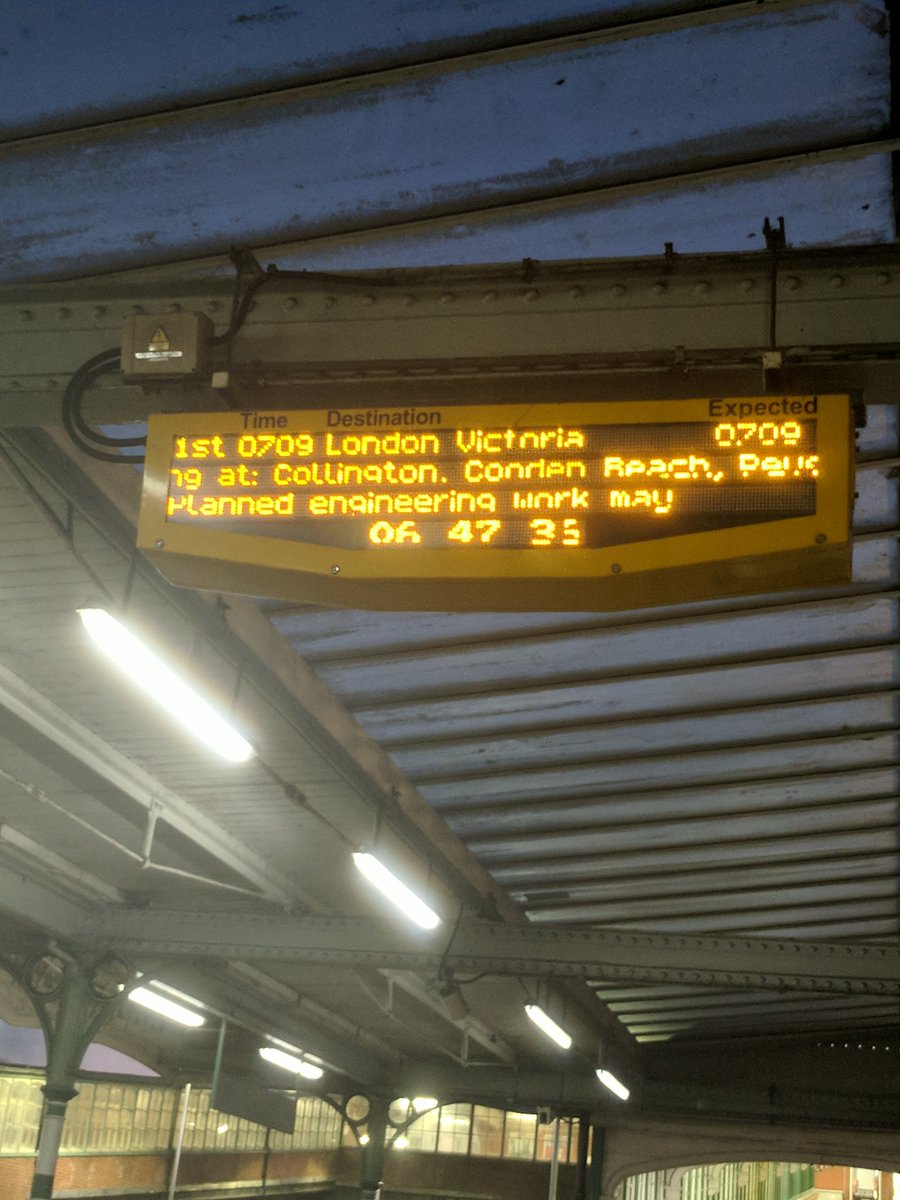 Time Destination Expected
1st 0709 London Victoria 0709
ng at: Collington, Cooden Beach, Peve
Planned engineering work may
06 47 35